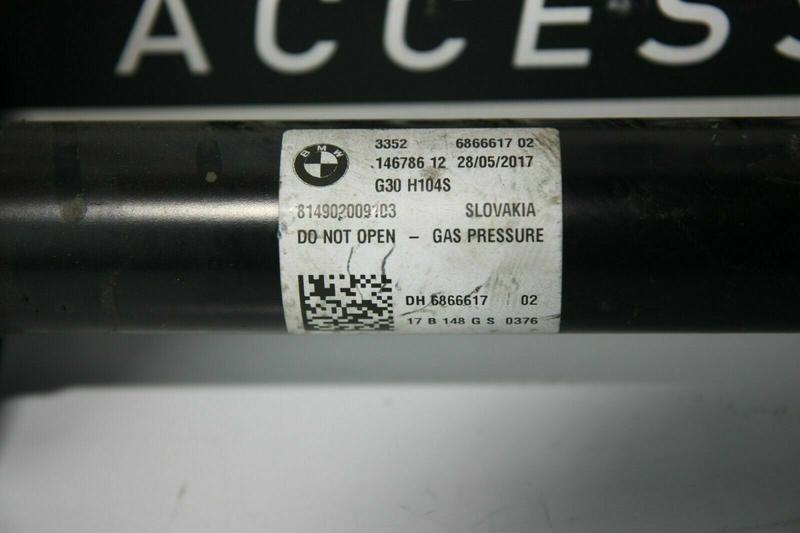 ACCESS
BMW
3352 6866617 02
146786 12 28/05/2017
G30 H104S
SLOVAKIA
DO NOT OPEN – GAS PRESSURE
DH 6866617 02
17 B 148 G S 0376